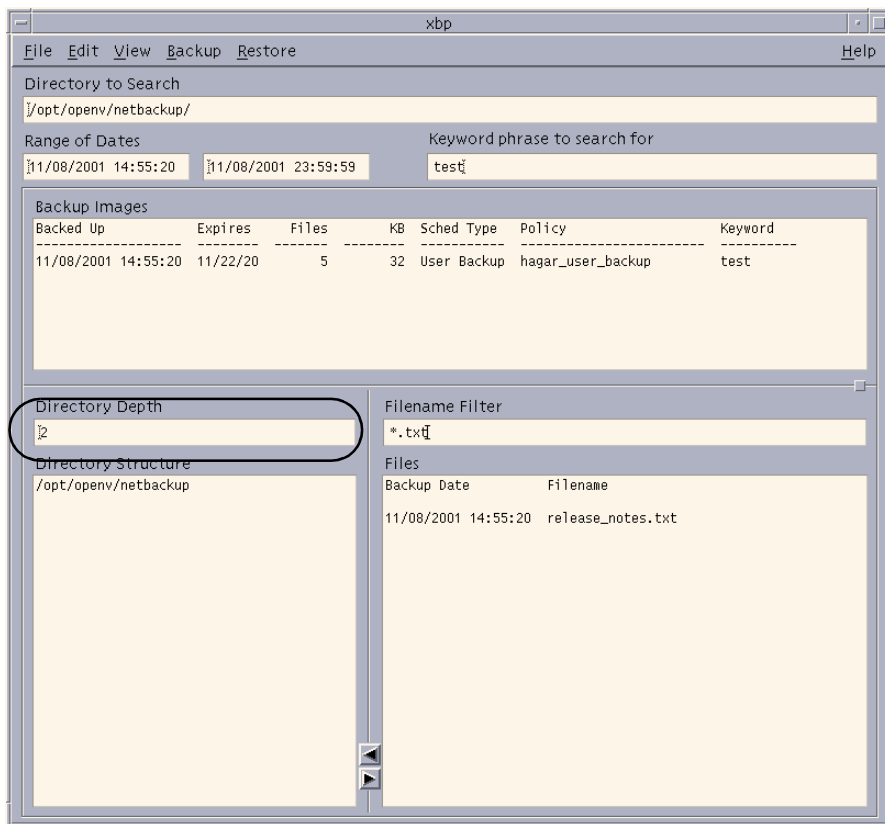 xbp
File Edit View Backup Restore Help
Directory to Search
/opt/openv/netbackup/
Range of Dates Keyword phrase to search for
11/08/2001 14:55:20 11/08/2001 23:59:59 test
Backup Images
Backed Up Expires Files KB Sched Type Policy Keyword
------------------- -------- ------- -------- ----------- ------------------------ ----------
11/08/2001 14:55:20 11/22/20 5 32 User Backup hagar_user_backup test
Directory Depth
2
Directory Structure
/opt/openv/netbackup
Filename Filter
*.txt
Files
Backup Date Filename
11/08/2001 14:55:20 release_notes.txt